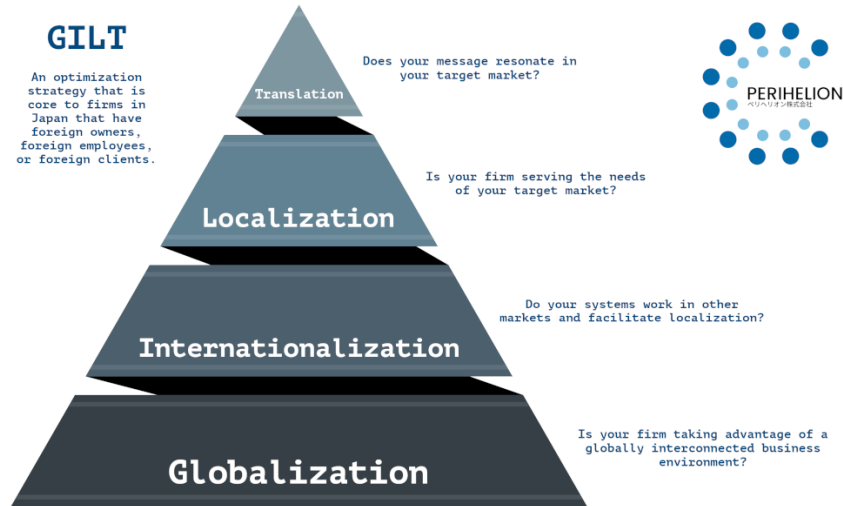 GILT
An optimization
strategy that is
core to firms in
Japan that have
foreign owners,
foreign employees,
or foreign clients.
Translation
Does your message resonate in
your target market?
PERIHELION
ペリヘリオン株式会社
Localization
Is your firm serving the needs
of your target market?
Internationalization
Do your systems work in other
markets and facilitate localization?
Globalization
Is your firm taking advantage of a
globally interconnected business
environment?